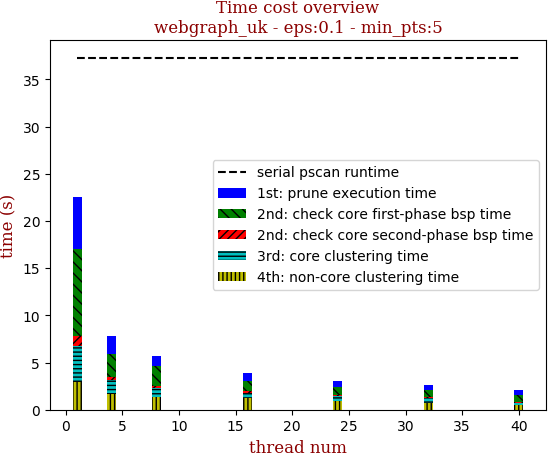 Time cost overview
webgraph_uk - eps:0.1 - min_pts:5
time (s)
35
30
25
20
15
10
5
0
serial pscan runtime
1st: prune execution time
2nd: check core first-phase bsp time
2nd: check core second-phase bsp time
3rd: core clustering time
4th: non-core clustering time
0 5 10 15 20 25 30 35 40
thread num